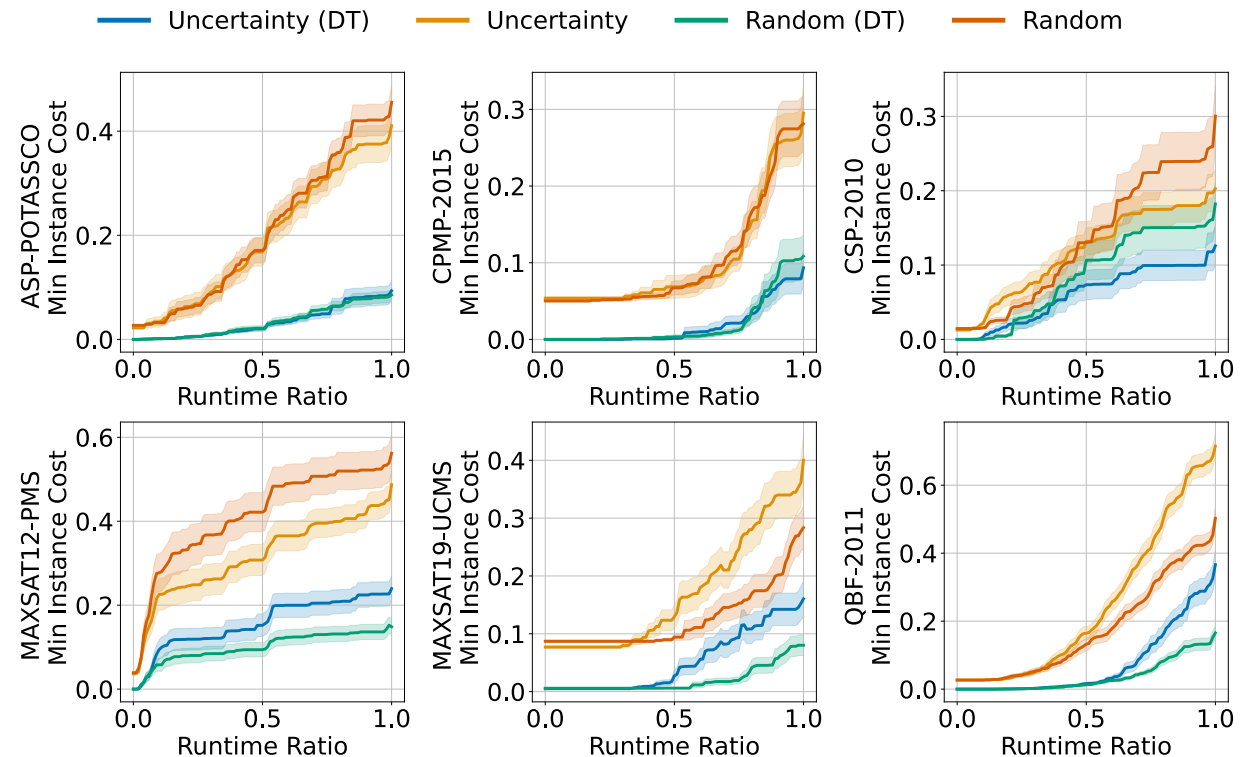 Uncertainty (DT) Uncertainty Random (DT) Random
ASP-POTASSCO
Min Instance Cost
0.4
0.2
0.0
0.0 0.5 1.0
Runtime Ratio
CPMP-2015
Min Instance Cost
0.3
0.2
0.1
0.0
0.0 0.5 1.0
Runtime Ratio
CSP-2010
Min Instance Cost
0.3
0.2
0.1
0.0
0.0 0.5 1.0
Runtime Ratio
MAXSAT12-PMS
Min Instance Cost
0.6
0.4
0.2
0.0
0.0 0.5 1.0
Runtime Ratio
MAXSAT19-UCMS
Min Instance Cost
0.4
0.3
0.2
0.1
0.0
0.0 0.5 1.0
Runtime Ratio
QBF-2011
Min Instance Cost
0.6
0.4
0.2
0.0
0.0 0.5 1.0
Runtime Ratio